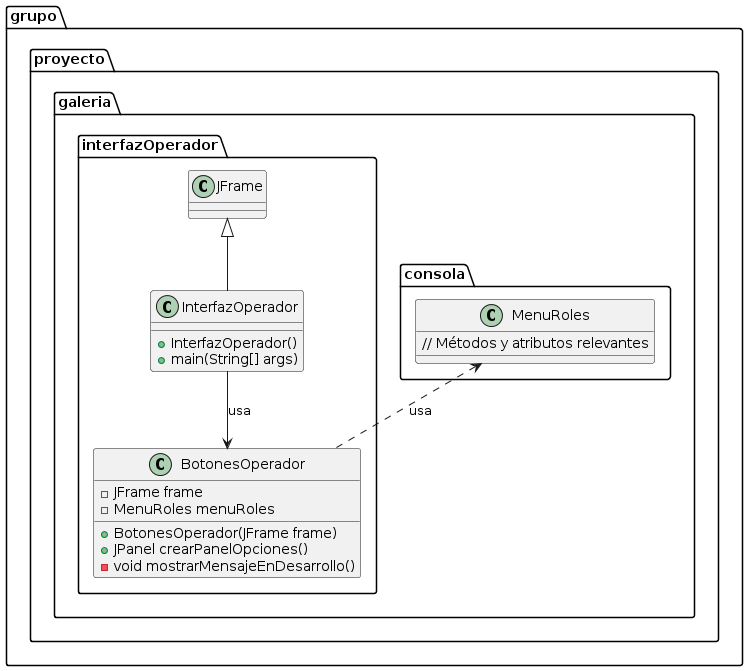 grupo
proyecto
galeria
interfazOperador
C JFrame
consola
C MenuRoles
// Métodos y atributos relevantes
C InterfazOperador
InterfazOperador()
main(String[] args)
usa
usa
C BotonesOperador
JFrame frame
MenuRoles menuRoles
BotonesOperador(JFrame frame)
JPanel crearPanelOpciones()
void mostrarMensajeEnDesarrollo()